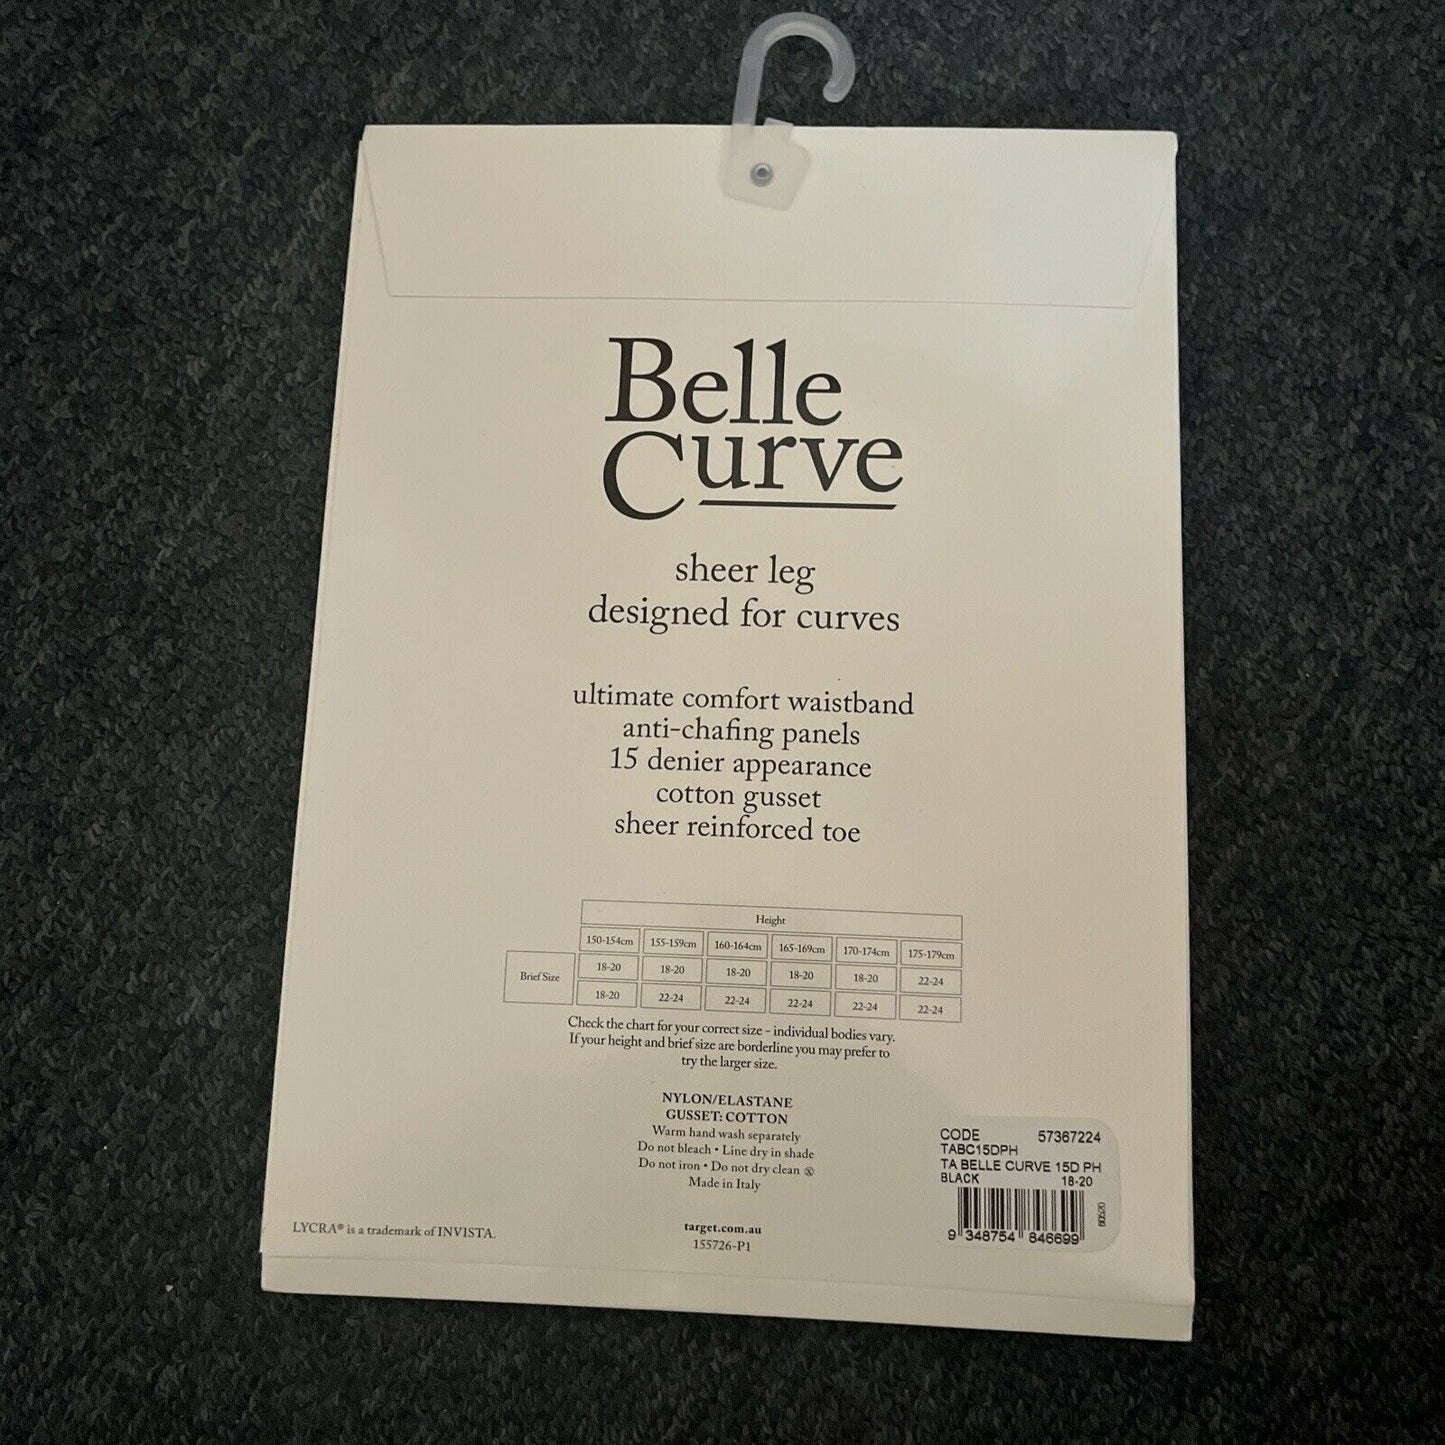 Belle
Curve
sheer leg
designed for curves
ultimate comfort waistband
anti-chafing panels
15 denier appearance
cotton gusset
sheer reinforced toe
Height
150-154cm 155-159cm 160-164cm 165-169cm 170-174cm 175-179cm
Brief Size
18-20 18-20 18-20 18-20 18-20 22-24
18-20 22-24 22-24 22-24 22-24 22-24
Check the chart for your correct size - individual bodies vary.
If your height and brief size are borderline you may prefer to
try the larger size.
NYLON/ELASTANE
GUSSET: COTTON
Warm hand wash separately
Do not bleach • Line dry in shade
Do not iron • Do not dry clean
Made in Italy
target.com.au
155726-P1
LYCRA® is a trademark of INVISTA.
CODE 57367224
TABC15DPH
TA BELLE CURVE 15D PH
BLACK 18-20
9 348754 846699